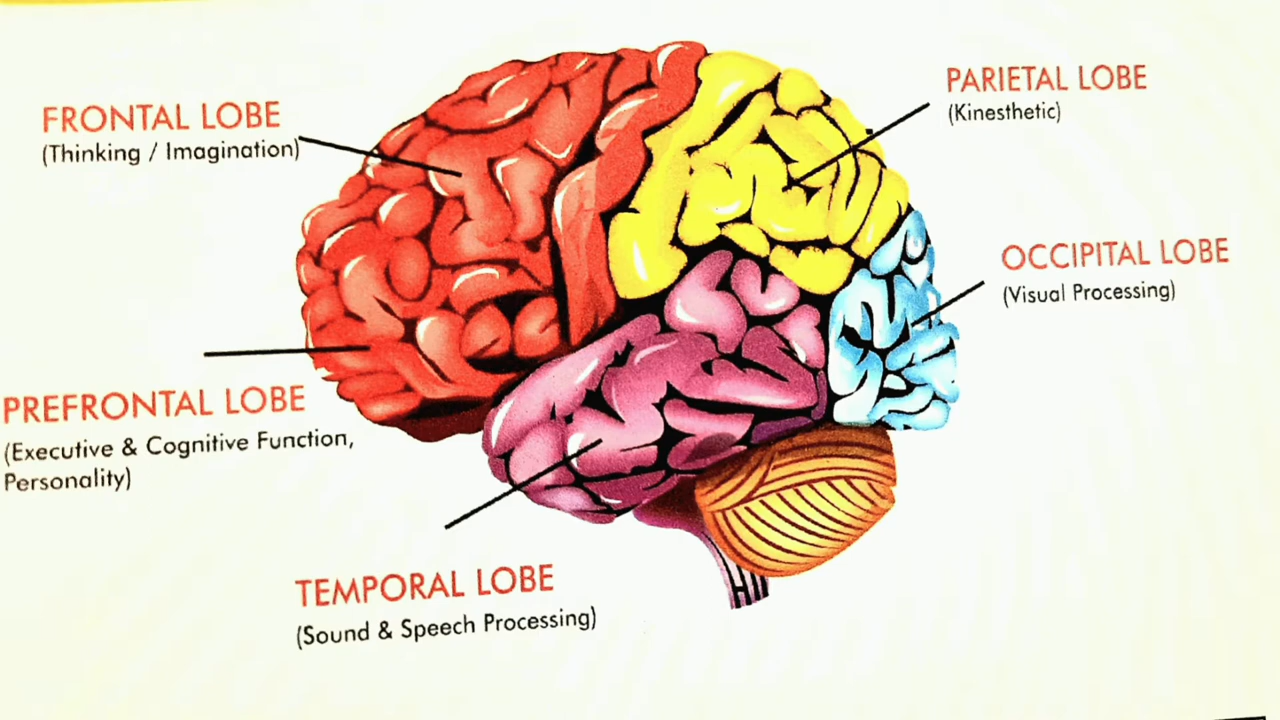 FRONTAL LOBE
(Thinking / Imagination)
PREFRONTAL LOBE
(Executive & Cognitive Function,
Personality)
TEMPORAL LOBE
(Sound & Speech Processing)
PARIETAL LOBE
(Kinesthetic)
OCCIPITAL LOBE
(Visual Processing)